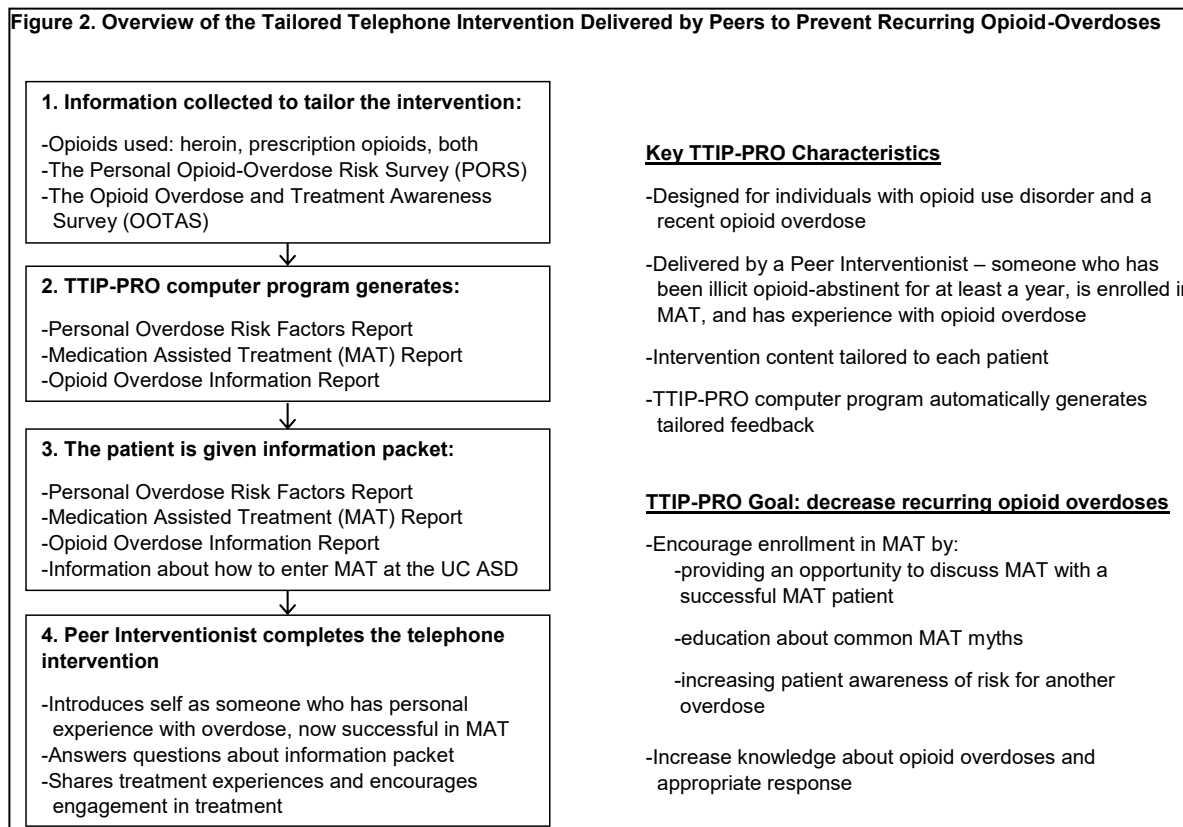 Figure 2. Overview of the Tailored Telephone Intervention Delivered by Peers to Prevent Recurring Opioid-Overdoses
1. Information collected to tailor the intervention:
-Opioids used: heroin, prescription opioids, both
-The Personal Opioid-Overdose Risk Survey (PORS)
-The Opioid Overdose and Treatment Awareness
Survey (OOTAS)
2. TTIP-PRO computer program generates:
-Personal Overdose Risk Factors Report
-Medication Assisted Treatment (MAT) Report
-Opioid Overdose Information Report
3. The patient is given information packet:
-Personal Overdose Risk Factors Report
-Medication Assisted Treatment (MAT) Report
-Opioid Overdose Information Report
-Information about how to enter MAT at the UC ASD
4. Peer Interventionist completes the telephone
intervention
-Introduces self as someone who has personal
experience with overdose, now successful in MAT
-Answers questions about information packet
-Shares treatment experiences and encourages
engagement in treatment
Key TTIP-PRO Characteristics
-Designed for individuals with opioid use disorder and a
recent opioid overdose
-Delivered by a Peer Interventionist – someone who has
been illicit opioid-abstinent for at least a year, is enrolled i
MAT, and has experience with opioid overdose
-Intervention content tailored to each patient
-TTIP-PRO computer program automatically generates
tailored feedback
TTIP-PRO Goal: decrease recurring opioid overdoses
-Encourage enrollment in MAT by:
-providing an opportunity to discuss MAT with a
successful MAT patient
-education about common MAT myths
-increasing patient awareness of risk for another
overdose
-Increase knowledge about opioid overdoses and
appropriate response